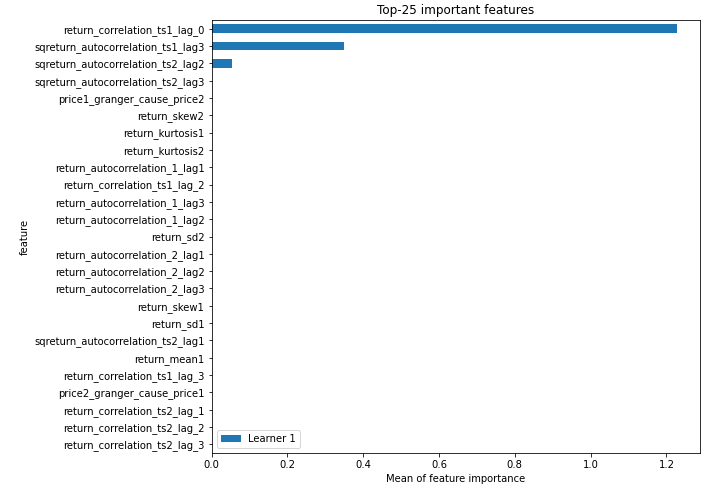 Top-25 important features
return_correlation_ts1_lag_0
sqreturn_autocorrelation_ts1_lag3
sqreturn_autocorrelation_ts2_lag2
sqreturn_autocorrelation_ts2_lag3
price1_granger_cause_price2
return_skew2
return_kurtosis1
return_kurtosis2
return_autocorrelation_1_lag1
return_correlation_ts1_lag_2
return_autocorrelation_1_lag3
return_autocorrelation_1_lag2
return_sd2
return_autocorrelation_2_lag1
return_autocorrelation_2_lag2
return_autocorrelation_2_lag3
return_skew1
return_sd1
sqreturn_autocorrelation_ts2_lag1
return_mean1
return_correlation_ts1_lag_3
price2_granger_cause_price1
return_correlation_ts2_lag_1
return_correlation_ts2_lag_2
return_correlation_ts2_lag_3
feature
Learner 1
0.0 0.2 0.4 0.6 0.8 1.0 1.2
Mean of feature importance